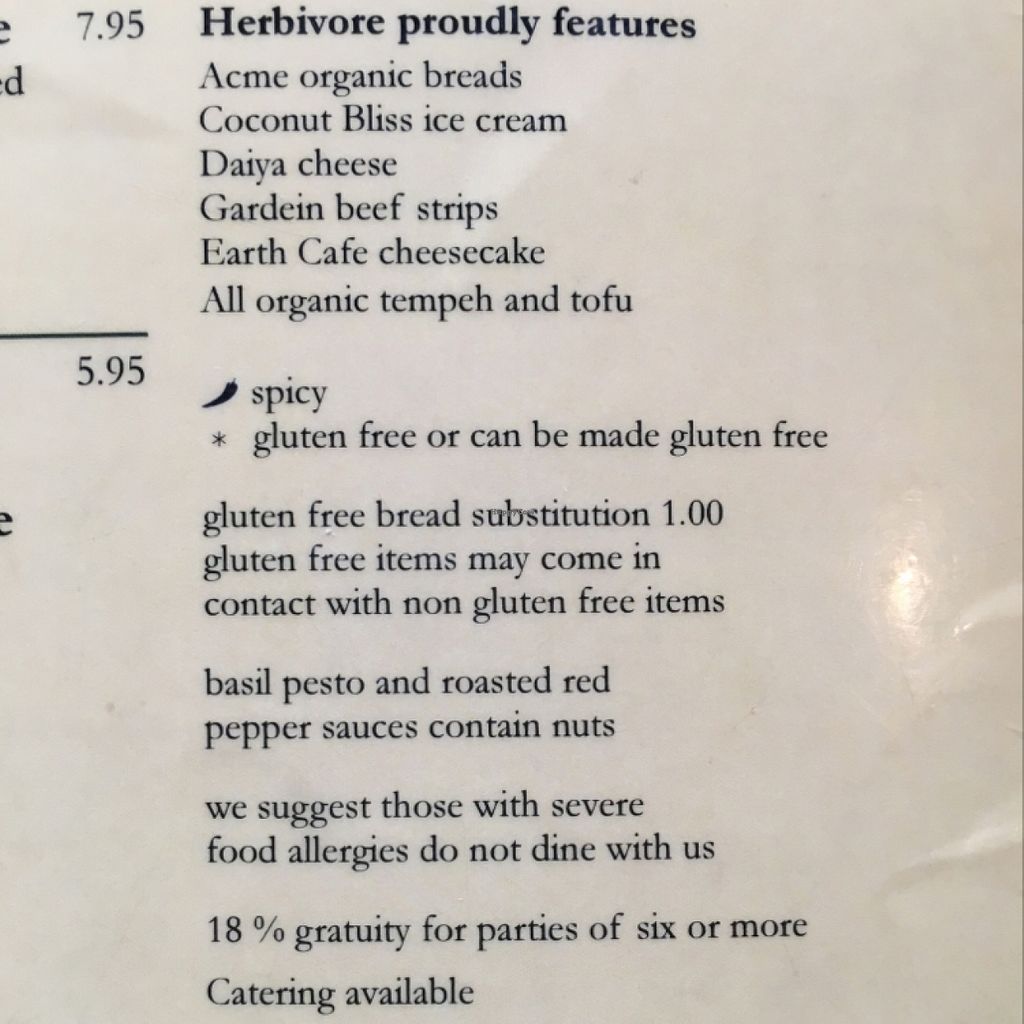 e 7.95
ed
5.95
e
Herbivore proudly features
Acme organic breads
Coconut Bliss ice cream
Daiya cheese
Gardein beef strips
Earth Cafe cheesecake
All organic tempeh and tofu
spicy
* gluten free or can be made gluten free
gluten free bread substitution 1.00
gluten free items may come in
contact with non gluten free items
basil pesto and roasted red
pepper sauces contain nuts
we suggest those with severe
food allergies do not dine with us
18 % gratuity for parties of six or more
Catering available